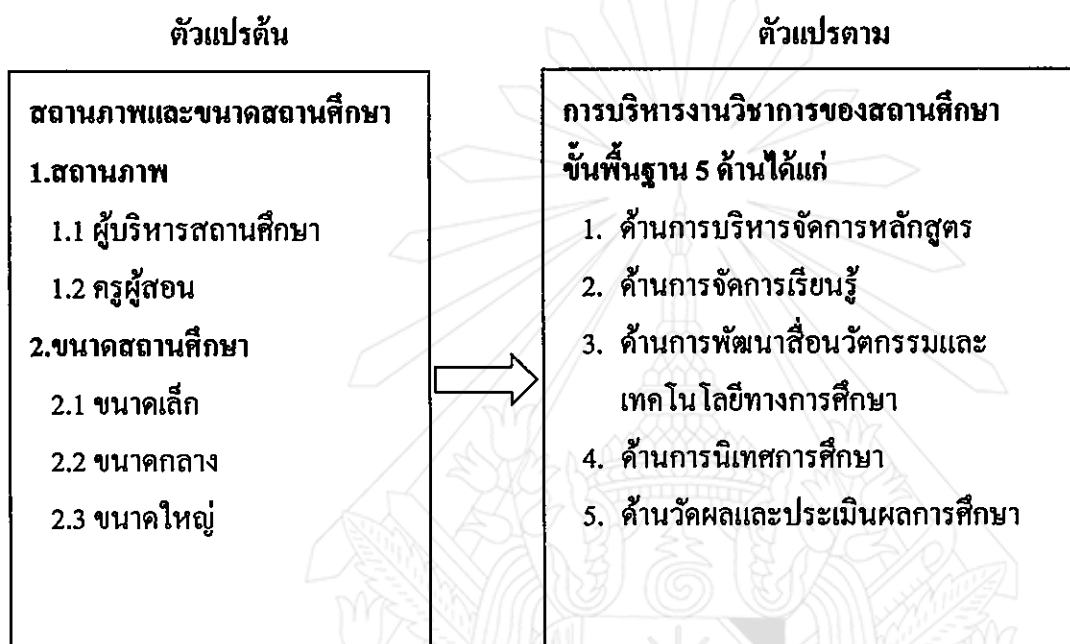 ตัวแปรต้น
สถานภาพและขนาดสถานศึกษา
1.สถานภาพ
1.1 ผู้บริหารสถานศึกษา
1.2 ครูผู้สอน
2.ขนาดสถานศึกษา
2.1 ขนาดเล็ก
2.2 ขนาดกลาง
2.3 ขนาดใหญ่
ตัวแปรตาม
การบริหารงานวิชาการของสถานศึกษา
ขั้นพื้นฐาน 5 ด้านได้แก่
1. ด้านการบริหารจัดการหลักสูตร
2. ด้านการจัดการเรียนรู้
3. ด้านการพัฒนาสื่อนวัตกรรมและ
เทคโนโลยีทางการศึกษา
4. ด้านการนิเทศการศึกษา
5. ด้านวัดผลและประเมินผลการศึกษา